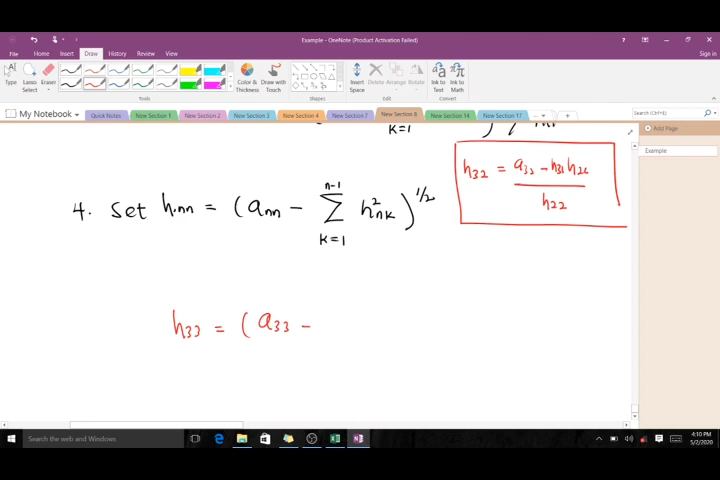 Example - OneNote (Product Activation Failed)
Sign in
File Home Insert Draw History Review View
Type Lasso Select Eraser
Color & Thickness Draw with Touch
Insert Space Delete Arrange Rotate
Ink to Text Ink to Math
Tools Shapes Edit Convert
My Notebook Quick Notes New Section 1 New Section 2 New Section 3 New Section 4 New Section 7 New Section 8 New Section 14 New Section 17
Search (Ctrl+E)
Add Page
Example
K=1
h32 = (a32 - h31h21) / h22
4. Set hnn = (ann - ∑_{K=1}^{n-1} h²nk)^{1/2}
h33 = (a33 -
Search the web and Windows
4:10 PM
5/2/2020